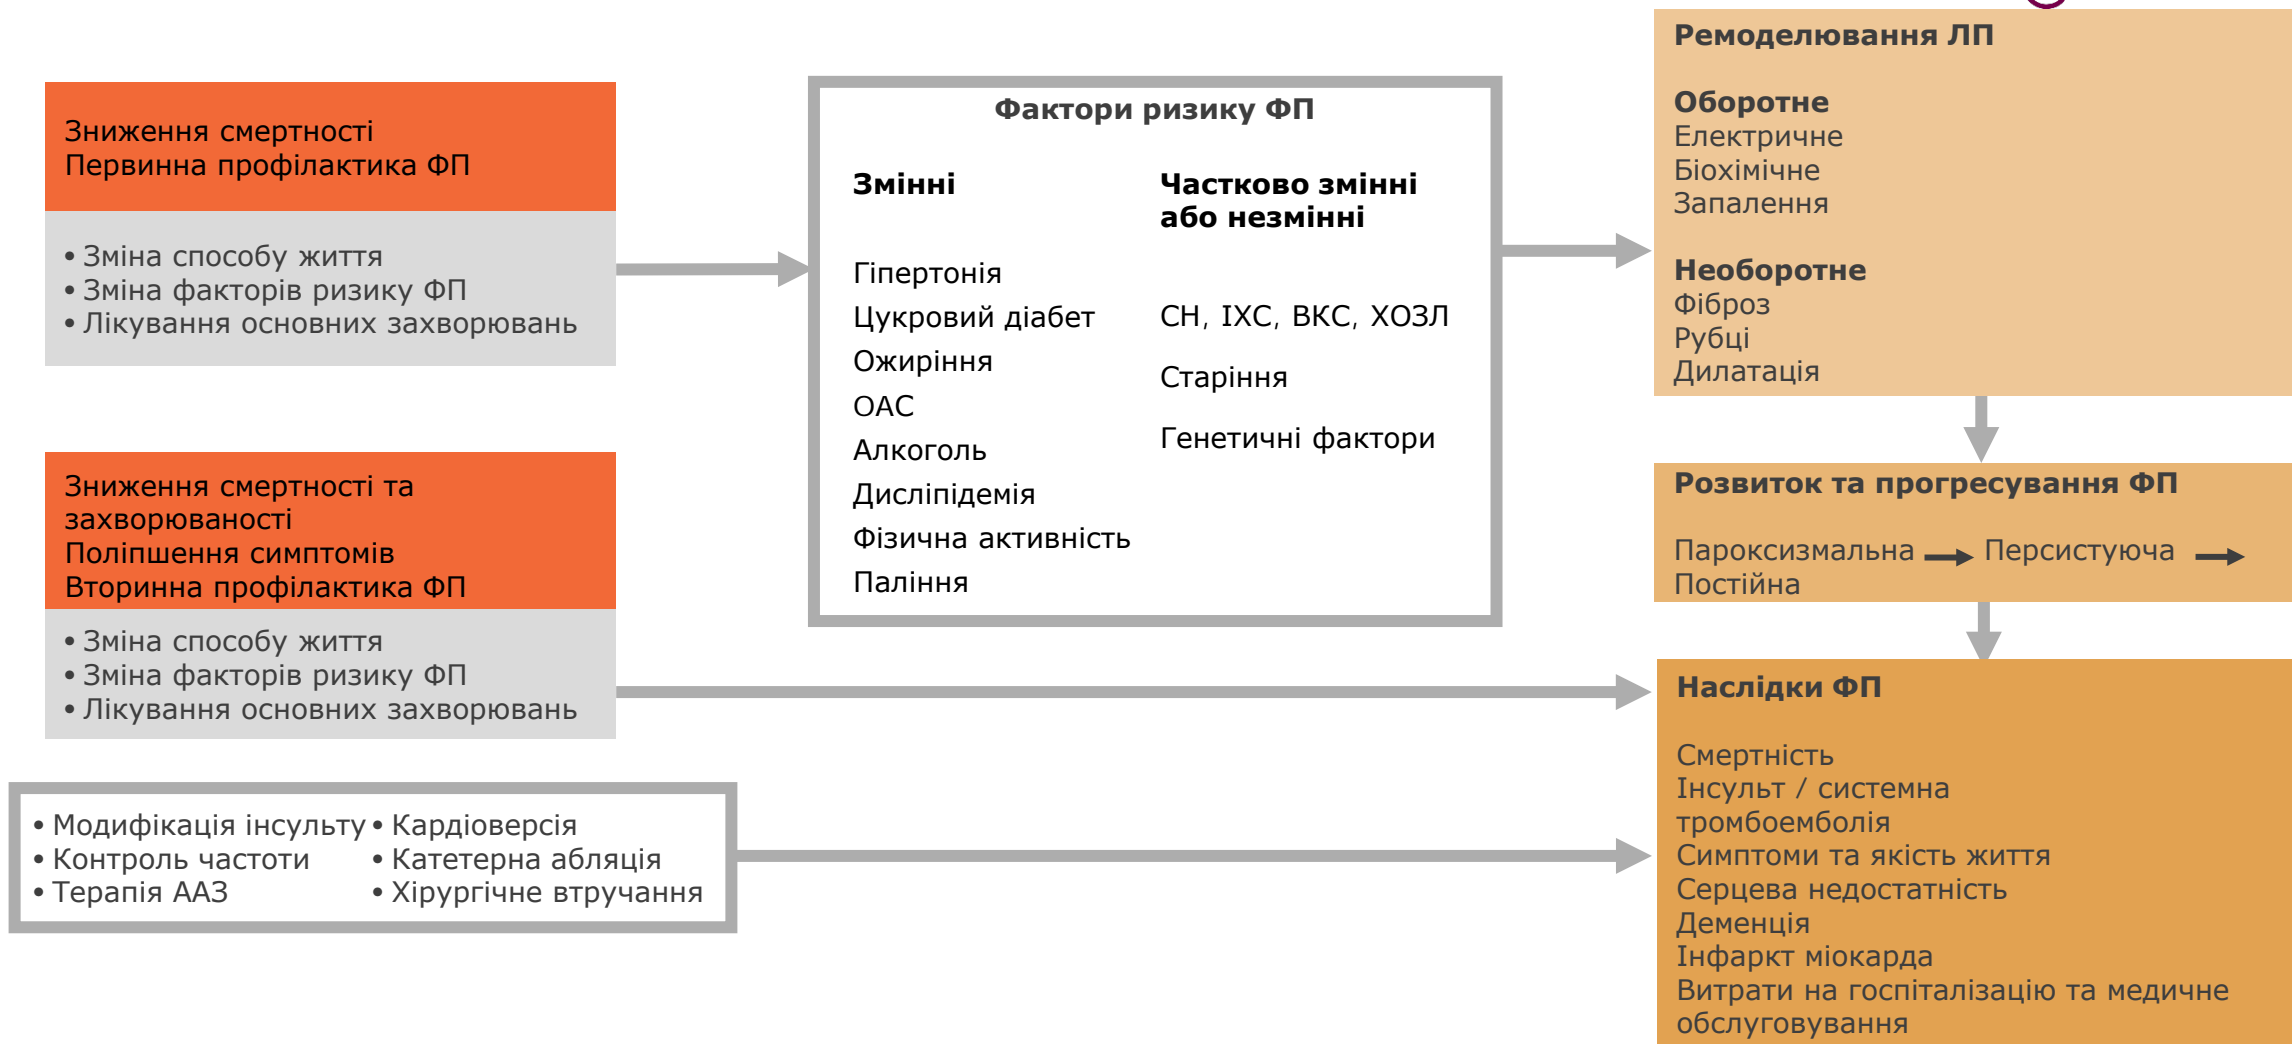 Зниження смертності
Первинна профілактика ФП
• Зміна способу життя
• Зміна факторів ризику ФП
• Лікування основних захворювань
Зниження смертності та
захворюваності
Поліпшення симптомів
Вторинна профілактика ФП
• Зміна способу життя
• Зміна факторів ризику ФП
• Лікування основних захворювань
• Модифікація інсульту
• Контроль частоти
• Терапія ААЗ
• Кардіоверсія
• Катетерна абляція
• Хірургічне втручання
Фактори ризику ФП
Змінні
Гіпертонія
Цукровий діабет
Ожиріння
ОАС
Алкоголь
Дисліпідемія
Фізична активність
Паління
Частково змінні
або незмінні
СН, ІХС, ВКС, ХОЗЛ
Старіння
Генетичні фактори
Ремоделювання ЛП
Оборотне
Електричне
Біохімічне
Запалення
Необоротне
Фіброз
Рубці
Дилатація
Розвиток та прогресування ФП
Пароксизмальна → Персистуюча →
Постійна
Наслідки ФП
Смертність
Інсульт / системна
тромбоемболія
Симптоми та якість життя
Серцева недостатність
Деменція
Інфаркт міокарда
Витрати на госпіталізацію та медичне
обслуговування